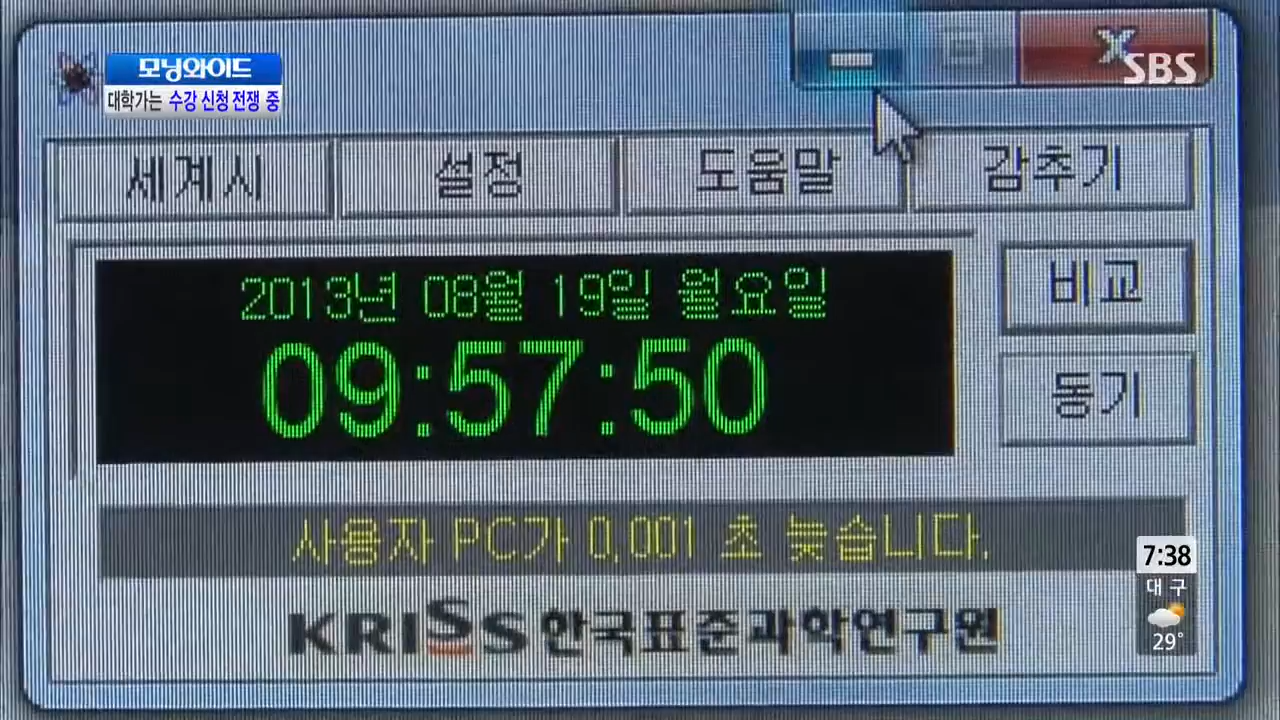 모닝와이드
대학가는 수강 신청 전쟁 중
X
SBS
세계시
설정
도움말
감추기
2013년 08월 19일 월요일
09:57:50
비교
동기
사용자 PC가 0.001 초 늦습니다.
KRISS 한국표준과학연구원
7:38
대구
29°